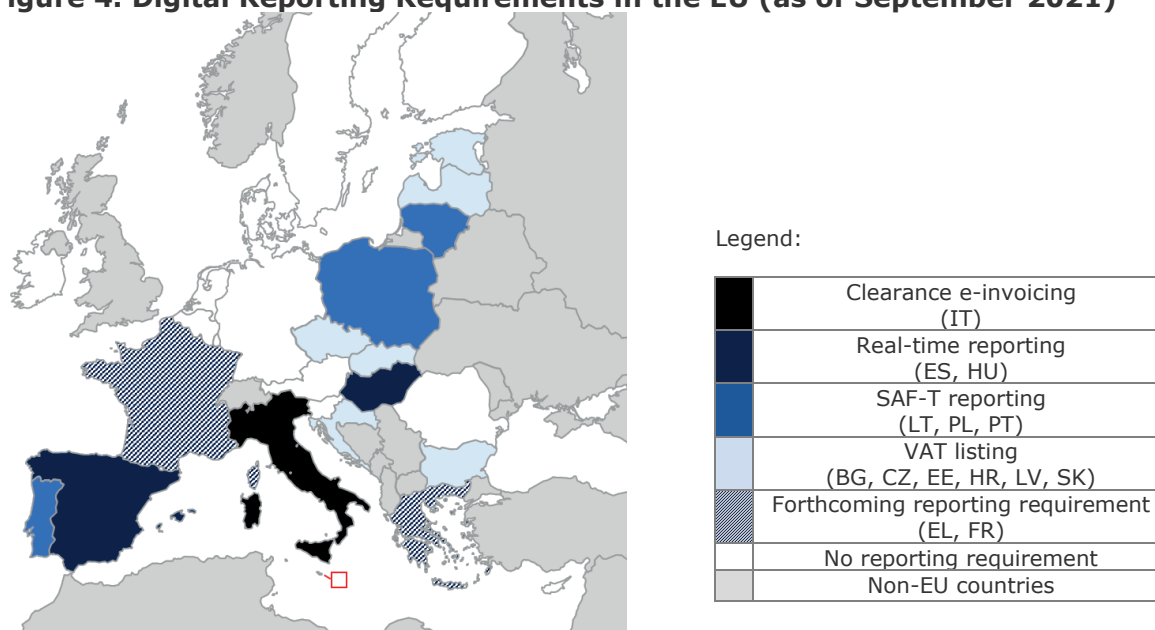 igure 4. Digital Reporting Requirements in the EU (as of September 2021)
Legend:
Clearance e-invoicing
(IT)
Real-time reporting
(ES, HU)
SAF-T reporting
(LT, PL, PT)
VAT listing
(BG, CZ, EE, HR, LV, SK)
Forthcoming reporting requirement
(EL, FR)
No reporting requirement
Non-EU countries